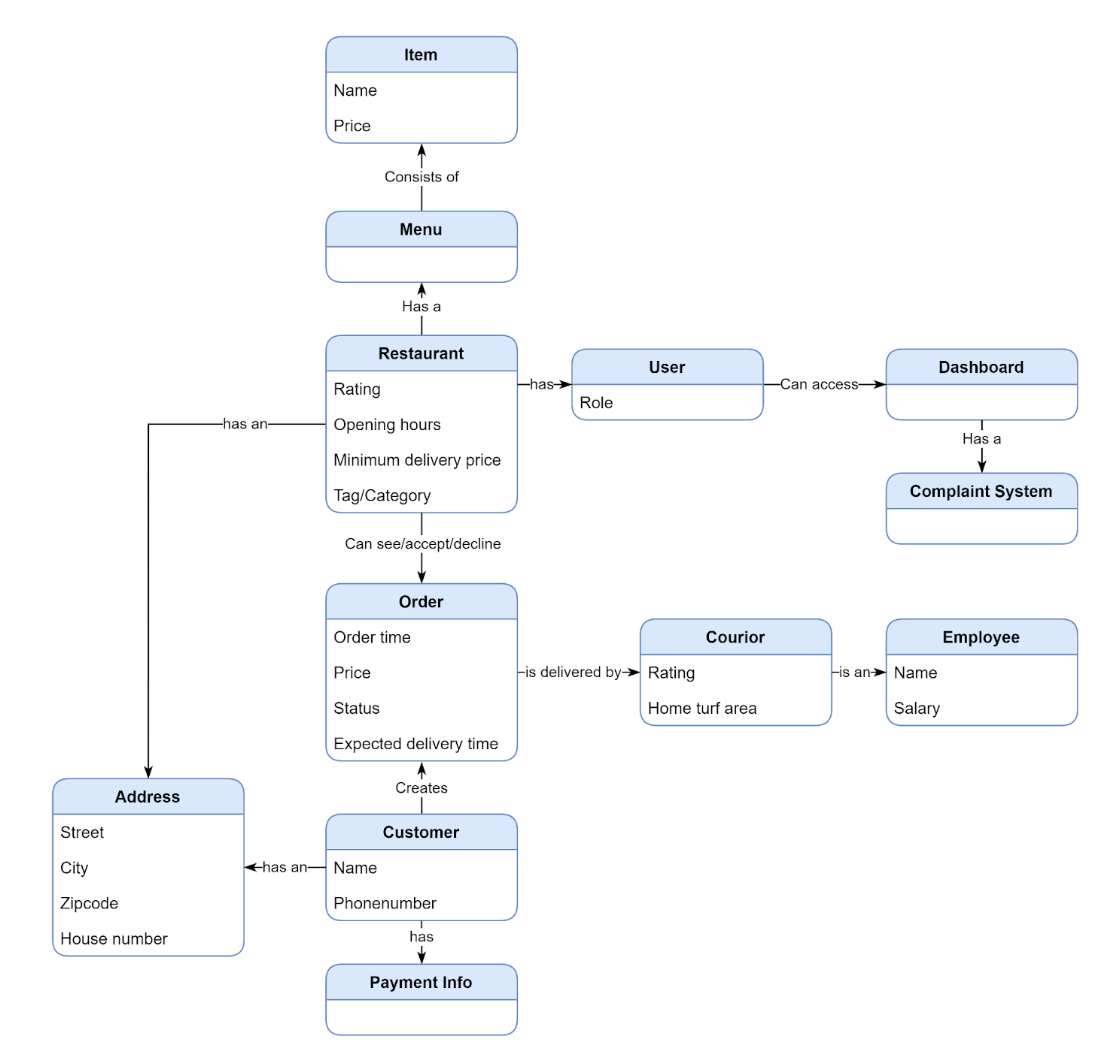 Item
Name
Price
Consists of
Menu
Has a
Restaurant
Rating
Opening hours
Minimum delivery price
Tag/Category
has
User
Role
Can access
Dashboard
Has a
Complaint System
has an
Can see/accept/decline
Order
Order time
Price
Status
Expected delivery time
is delivered by
Courior
Rating
Home turf area
is an
Employee
Name
Salary
Creates
Address
Street
City
Zipcode
House number
has an
Customer
Name
Phonenumber
has
Payment Info